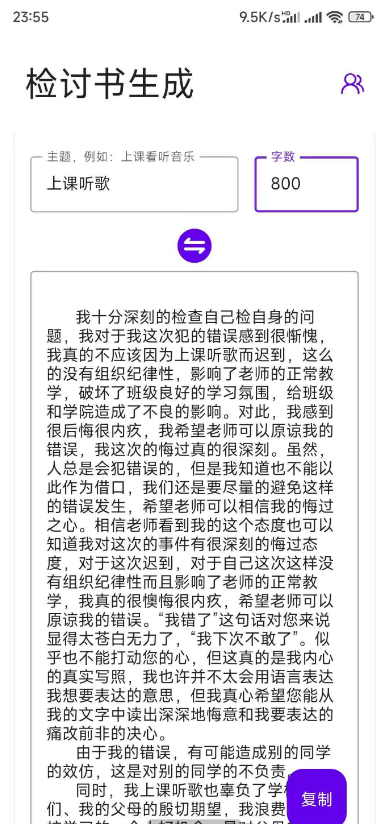 23:55
9.5K/s
HD
74
检讨书生成
主题，例如：上课看听音乐
字数
上课听歌
800
我十分深刻的检查自己检自身的问
题，我对于我这次犯的错误感到很惭愧，
我真的不应该因为上课听歌而迟到，这么
的没有组织纪律性，影响了老师的正常教
学，破坏了班级良好的学习氛围，给班级
和学院造成了不良的影响。对此，我感到
很后悔很内疚，我希望老师可以原谅我的
错误，我这次的悔过真的很深刻。虽然，
人总是会犯错误的，但是我知道也不能以
此作为借口，我们还是要尽量的避免这样
的错误发生，希望老师可以相信我的悔过
之心。相信老师看到我的这个态度也可以
知道我对这次的事件有很深刻的悔过态
度，对于这次迟到，对于自己这次这样没
有组织纪律性而且影响了老师的正常教
学，我真的很懊悔很内疚，希望老师可以
原谅我的错误。“我错了”这句话对您来说
显得太苍白无力了，“我下次不敢了”。似
乎也不能打动您的心，但这真的是我内心
的真实写照，我也许并不太会用语言表达
我想要表达的意思，但我真心希望您能从
我的文字中读出深深地悔意和我要表达的
痛改前非的决心。
由于我的错误，有可能造成别的同学
的效仿，这是对别的同学的不负责。
同时，我上课听歌也辜负了学
们、我的父母的殷切期望，我浪费
复制